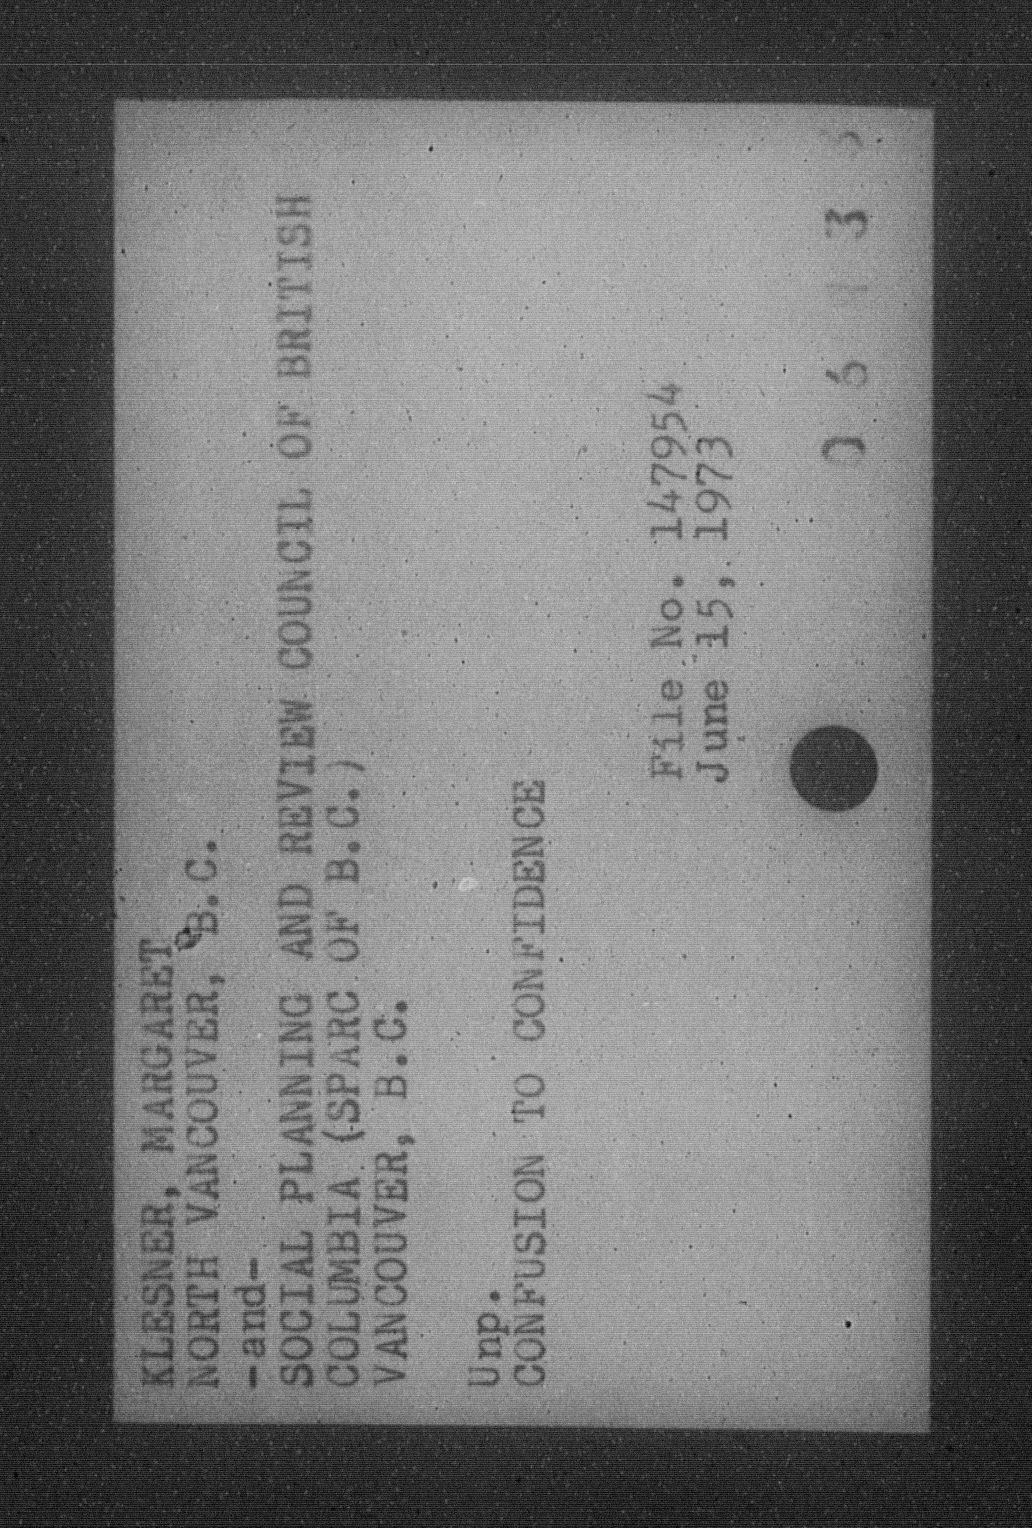 KLESNER, MARGARET
NORTH VANCOUVER, B.C.
-and-
SOCIAL PLANNING AND REVIEW COUNCIL OF BRITISH
COLUMBIA (SPARC OF B.C.)
VANCOUVER, B.C.
Unp.
CONFUSION TO CONFIDENCE
File No. 147954
June 15, 1973